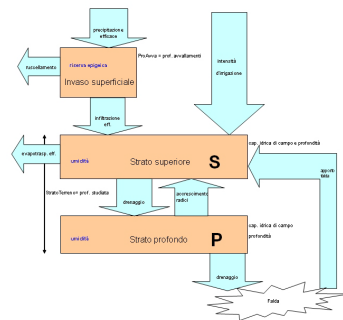 precipitazione
efficace
ProAvva = prof. avvallamenti
intensità
d'irrigazione
ruscellamento
riserva epigeica
Invaso superficiale
infiltrazione
eff.
cap. idrica di campo e profondità
evapotrasp. eff.
umidità
Strato superiore S
apporti
falda
StratoTerreno= prof. studiata
drenaggio
accrescimento
radici
cap. idrica di campo
profondità
umidità
Strato profondo P
drenaggio
Falda